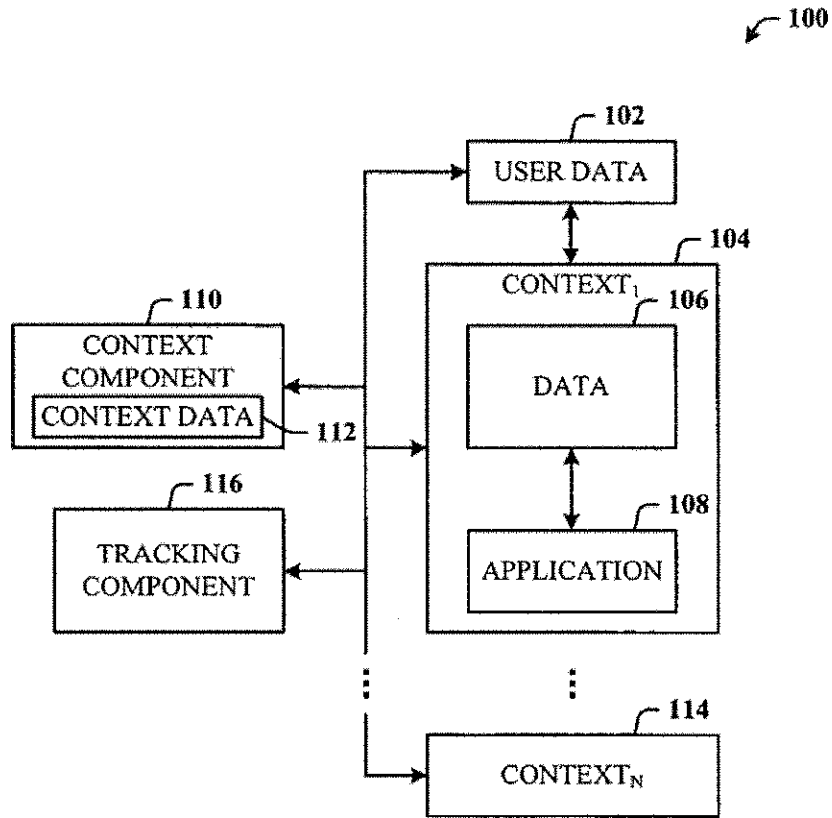 100
102
USER DATA
104
CONTEXT₁
106
DATA
108
APPLICATION
110
CONTEXT
COMPONENT
CONTEXT DATA
112
116
TRACKING
COMPONENT
114
CONTEXT_N